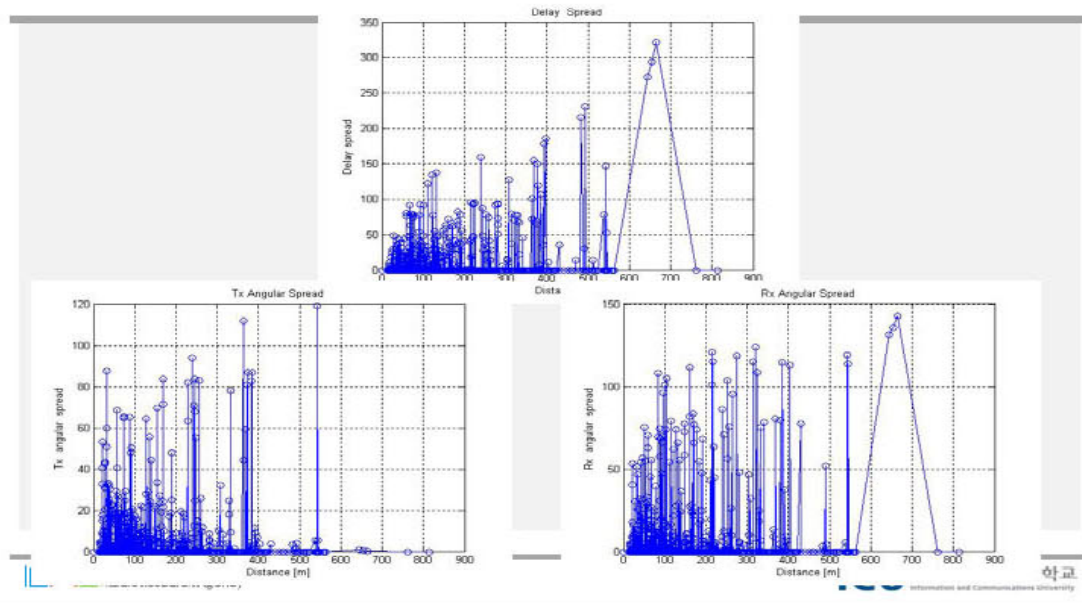 Delay Spread
350
300
250
200
150
100
50
0
Delay spread
0 100 200 300 400 500 600 700 800 900
Dista
Tx Angular Spread
120
100
80
60
40
20
0
Tx angular spread
0 100 200 300 400 500 600 700 800 900
Distance [m]
Rx Angular Spread
150
100
50
0
Rx angular spread
0 100 200 300 400 500 600 700 800 900
Distance [m]
학교
Information and Communications University